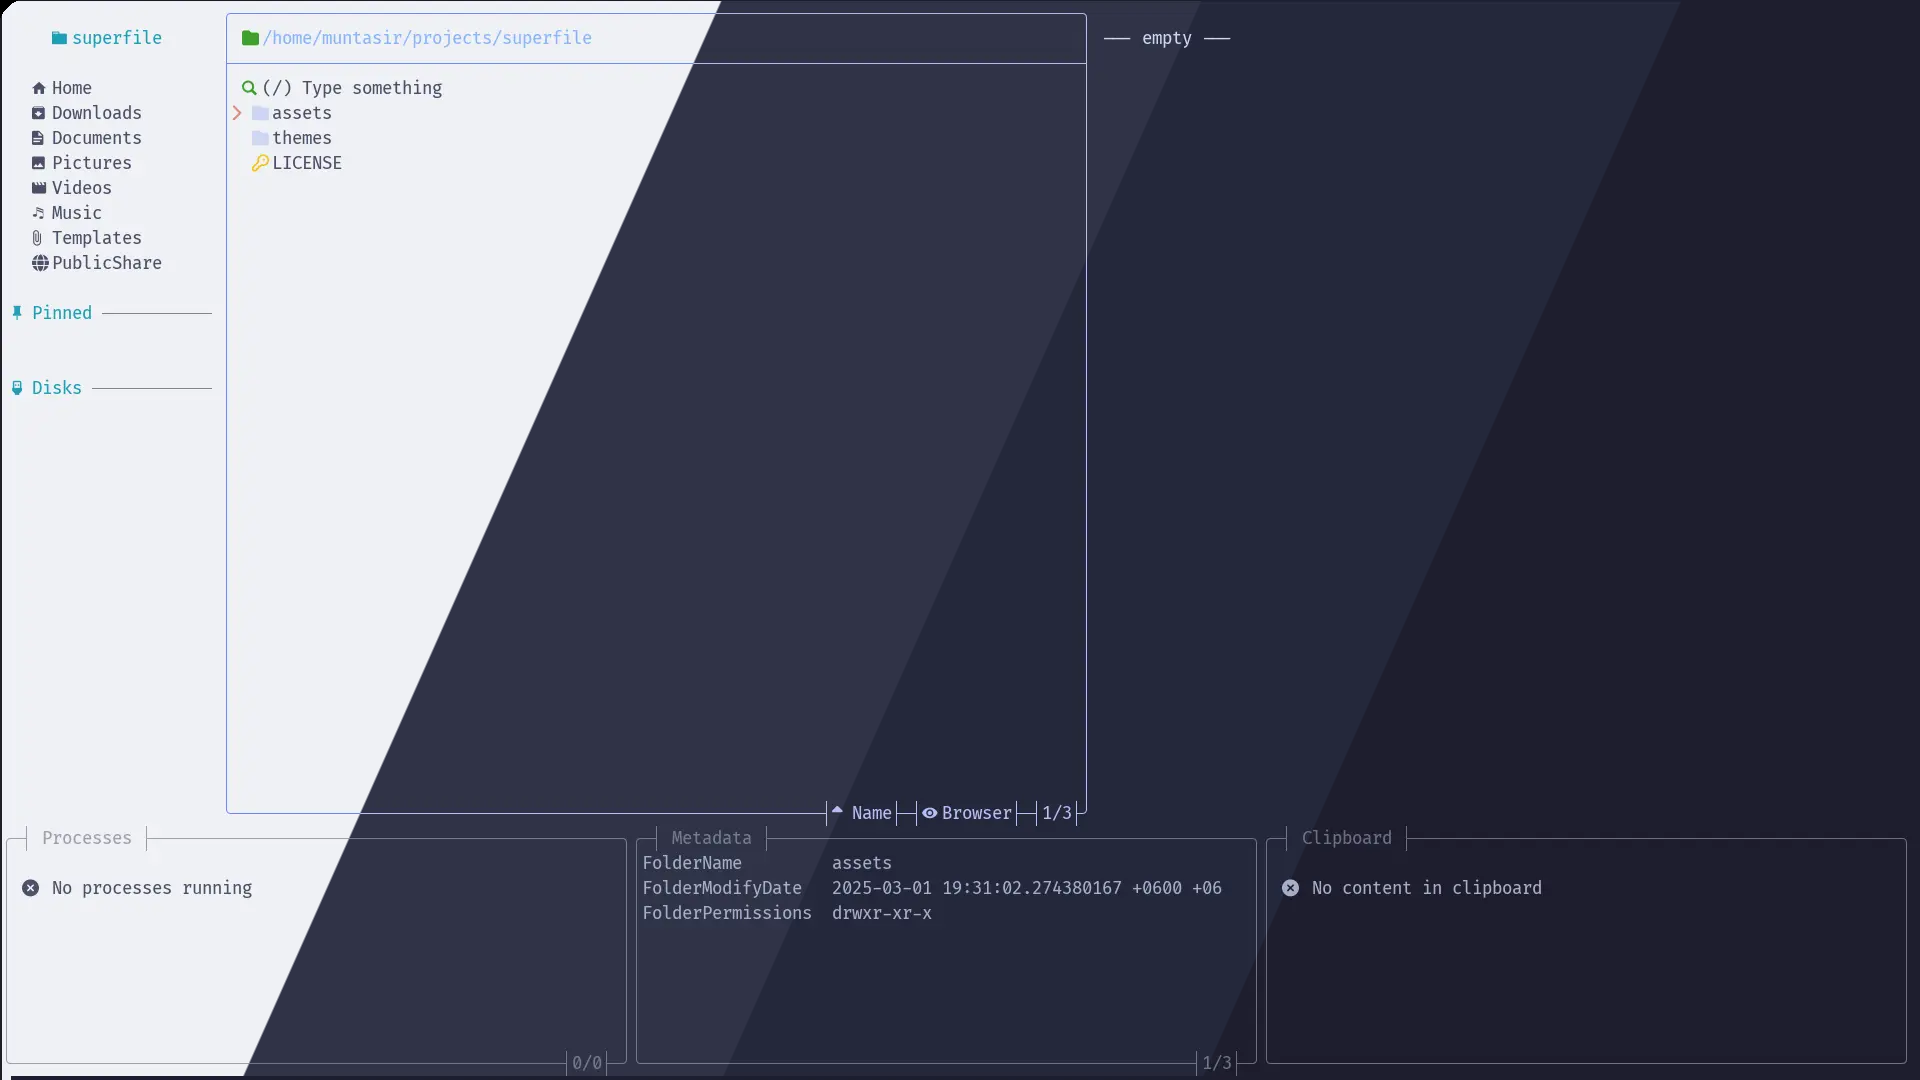 superfile
Home
Downloads
Documents
Pictures
Videos
Music
Templates
PublicShare
Pinned
Disks
/home/muntasir/projects/superfile
(/) Type something
assets
themes
LICENSE
Name
Browser
1/3
empty
Processes
No processes running
0/0
Metadata
FolderName assets
FolderModifyDate 2025-03-01 19:31:02.274380167 +0600 +06
FolderPermissions drwxr-xr-x
1/3
Clipboard
No content in clipboard